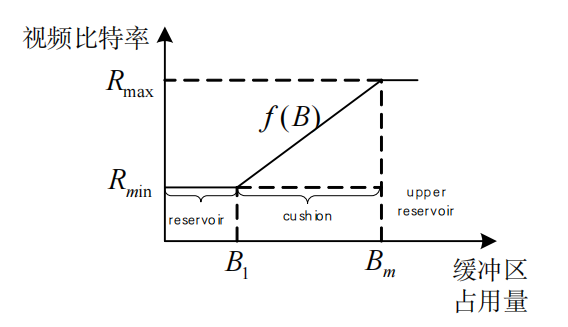 视频比特率
Rmax
f(B)
Rmin
reservoir
cushion
upper
reservoir
B1
Bm
缓冲区
占用量